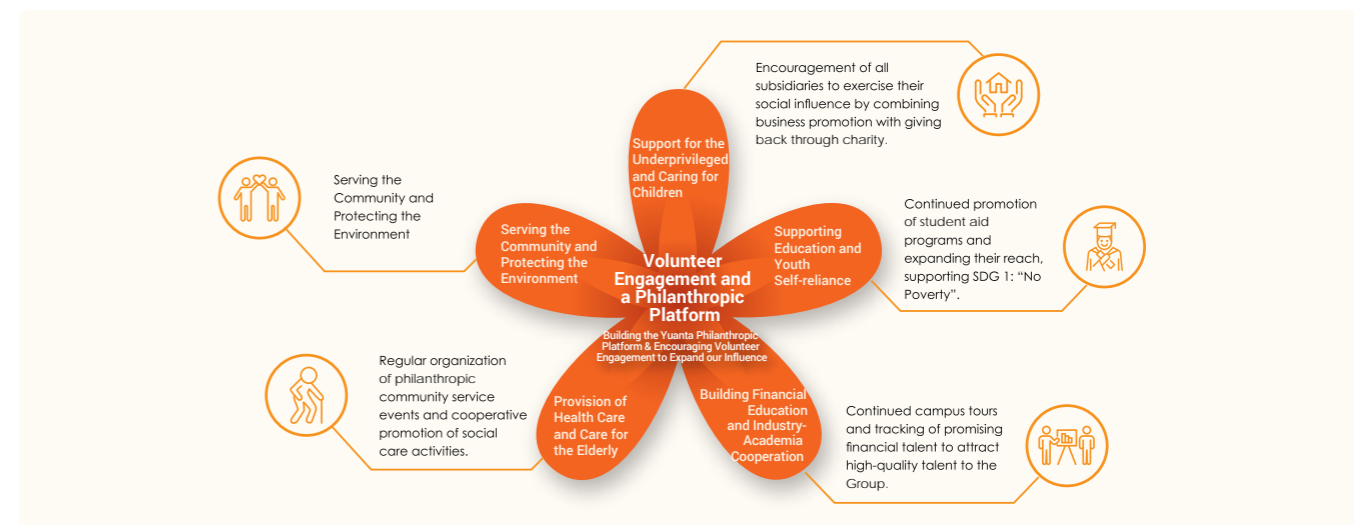 Encouragement of all
subsidiaries to exercise their
social influence by combining
business promotion with giving
back through charity.
Support for the
Underprivileged
and Caring for
Children
Serving the
Community and
Protecting the
Environment
Serving the
Community and
Protecting the
Environment
Supporting
Education and
Youth
Self-reliance
Continued promotion
of student aid
programs and
expanding their reach,
supporting SDG 1: “No
Poverty”.
Volunteer
Engagement and
a Philanthropic
Platform
Building the Yuanta Philanthropic
Platform & Encouraging Volunteer
Engagement to Expand our Influence
Regular organization
of philanthropic
community service
events and cooperative
promotion of social
care activities.
Provision of
Health Care
and Care for
the Elderly
Building Financial
Education
and Industry-
Academia
Cooperation
Continued campus tours
and tracking of promising
financial talent to attract
high-quality talent to the
Group.